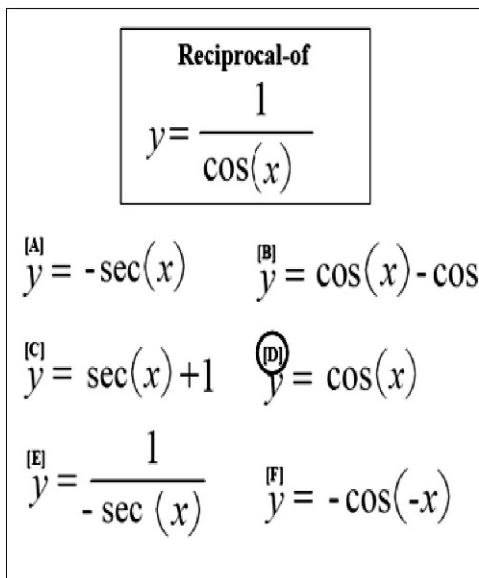 Reciprocal-of
y = 1/cos(x)
[A] y = -sec(x)
[B] y = cos(x)-cos
[C] y = sec(x)+1
[D] y = cos(x)
[E] y = 1/- sec (x)
[F] y = -cos(-x)